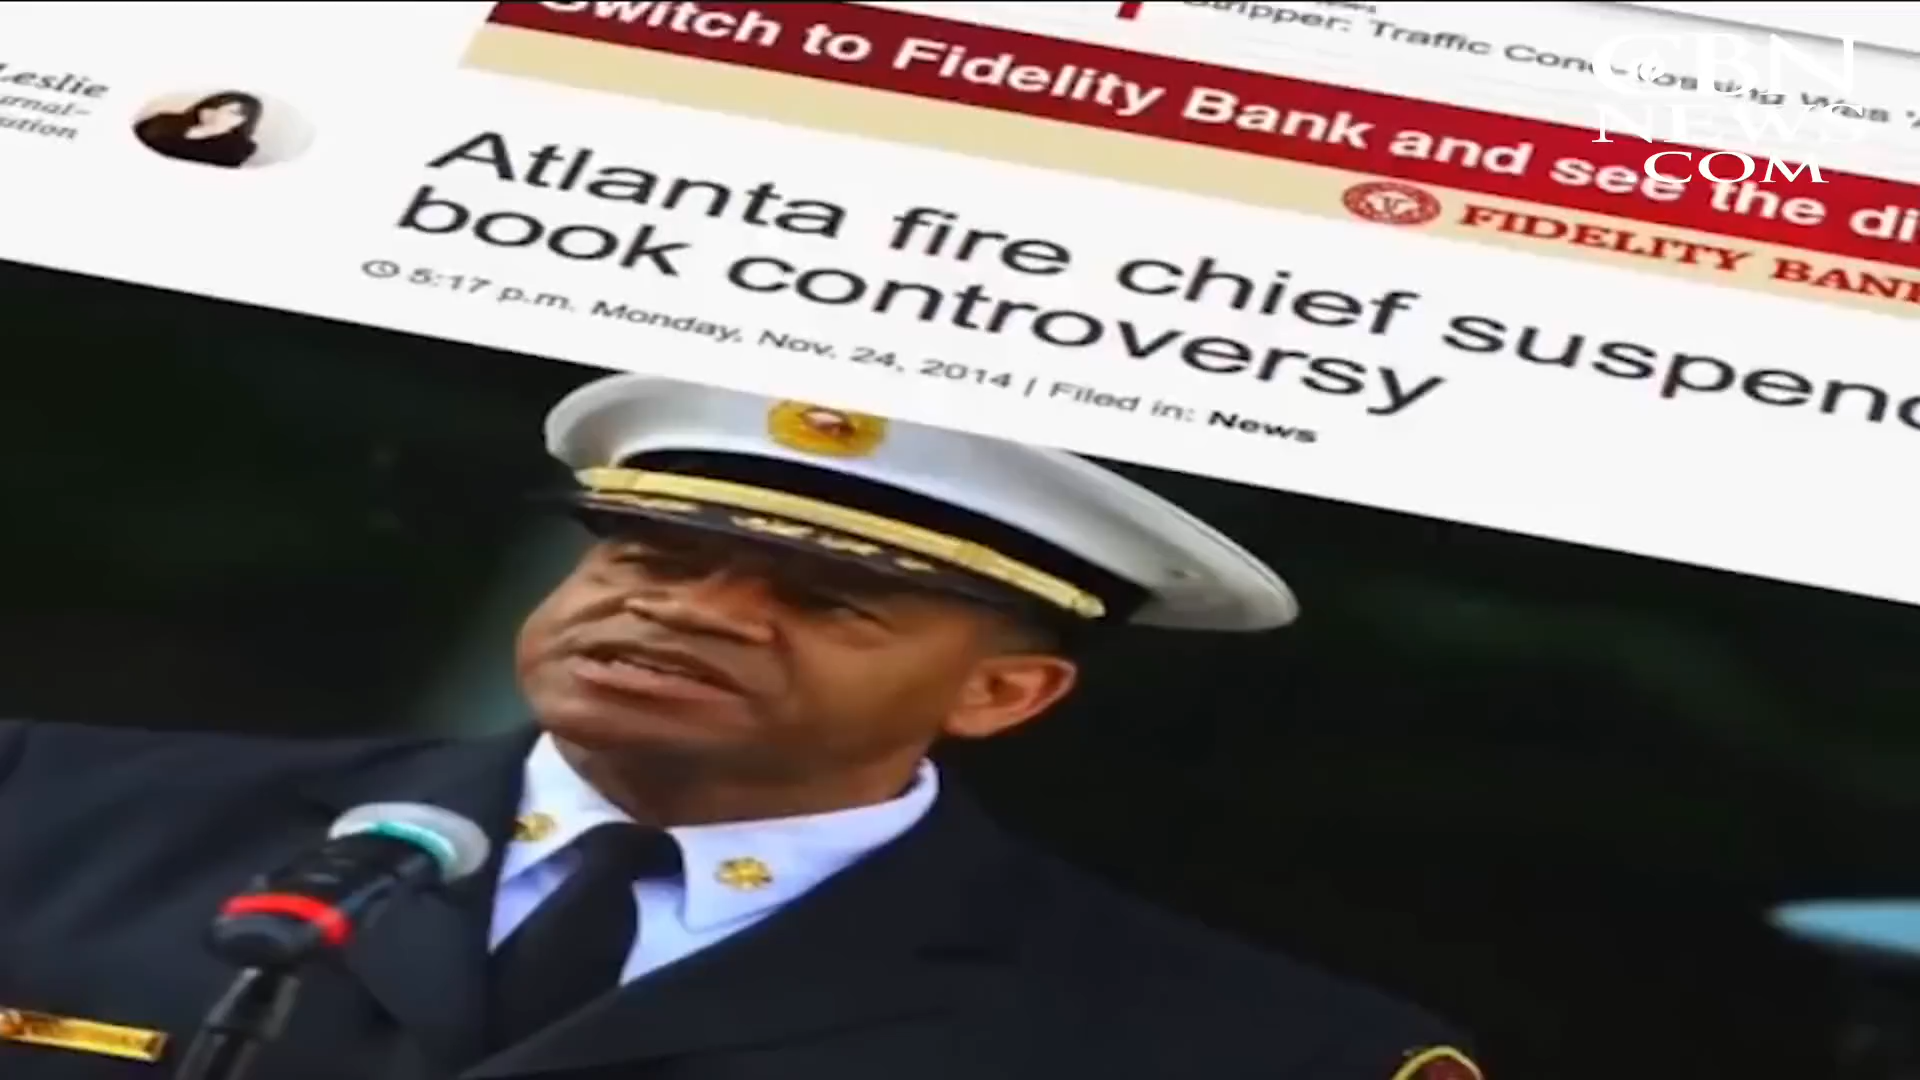 Stripper: Traffic
CBN
NEWS
COM
Switch to Fidelity Bank and see the di
FIDELITY BANK
Leslie
Atlanta fire chief suspend
book controversy
5:17 p.m. Monday, Nov. 24, 2014 | Filed in: News